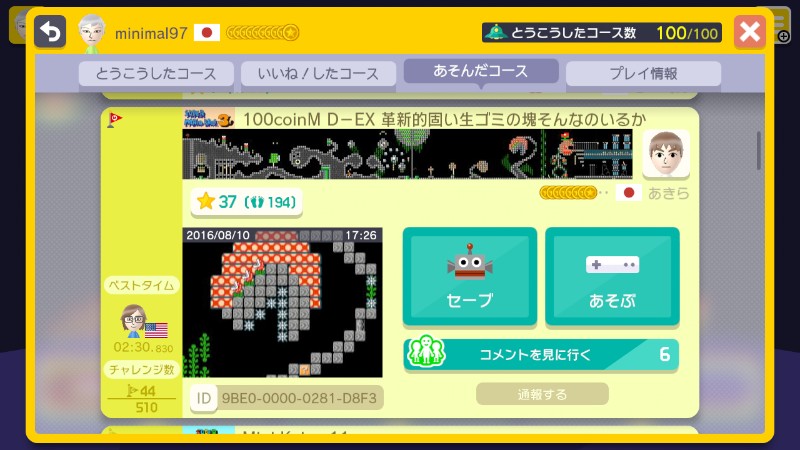 minimal97
とうこうしたコース数 100/100
とうこうしたコース
いいね!したコース
あそんだコース
プレイ情報
100coinM D-EX 革新的固い生ゴミの塊そんなのいるか
37 (194)
あきら
2016/08/10 17:26
セーブ
あそぶ
ベストタイム
02:30.830
コメントを見に行く 6
チャレンジ数
44
510
ID 9BE0-0000-0281-D8F3
通報する